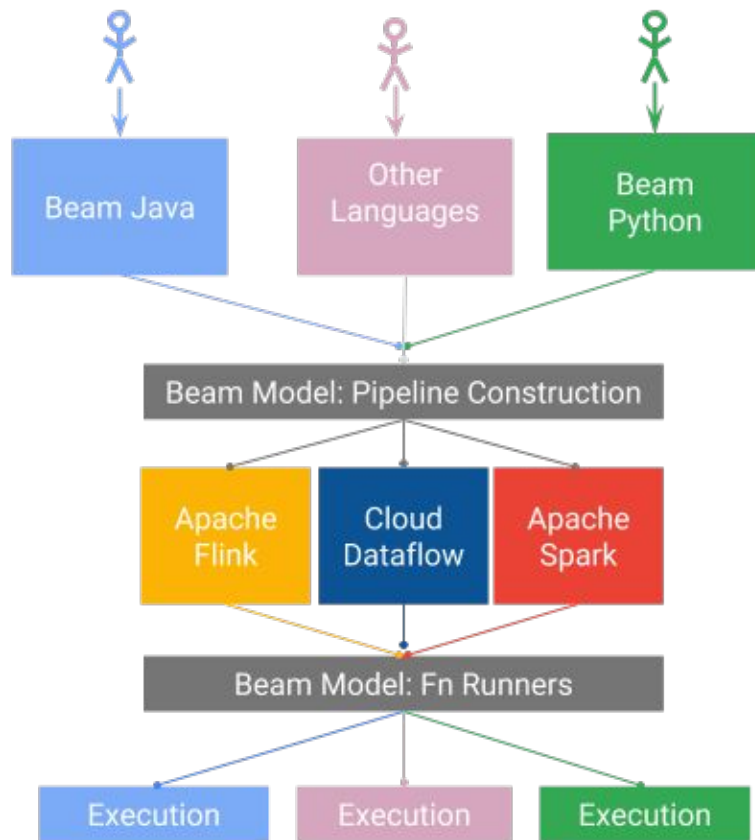 Beam Java
Other
Languages
Beam
Python
Beam Model: Pipeline Construction
Apache
Flink
Cloud
Dataflow
Apache
Spark
Beam Model: Fn Runners
Execution
Execution
Execution